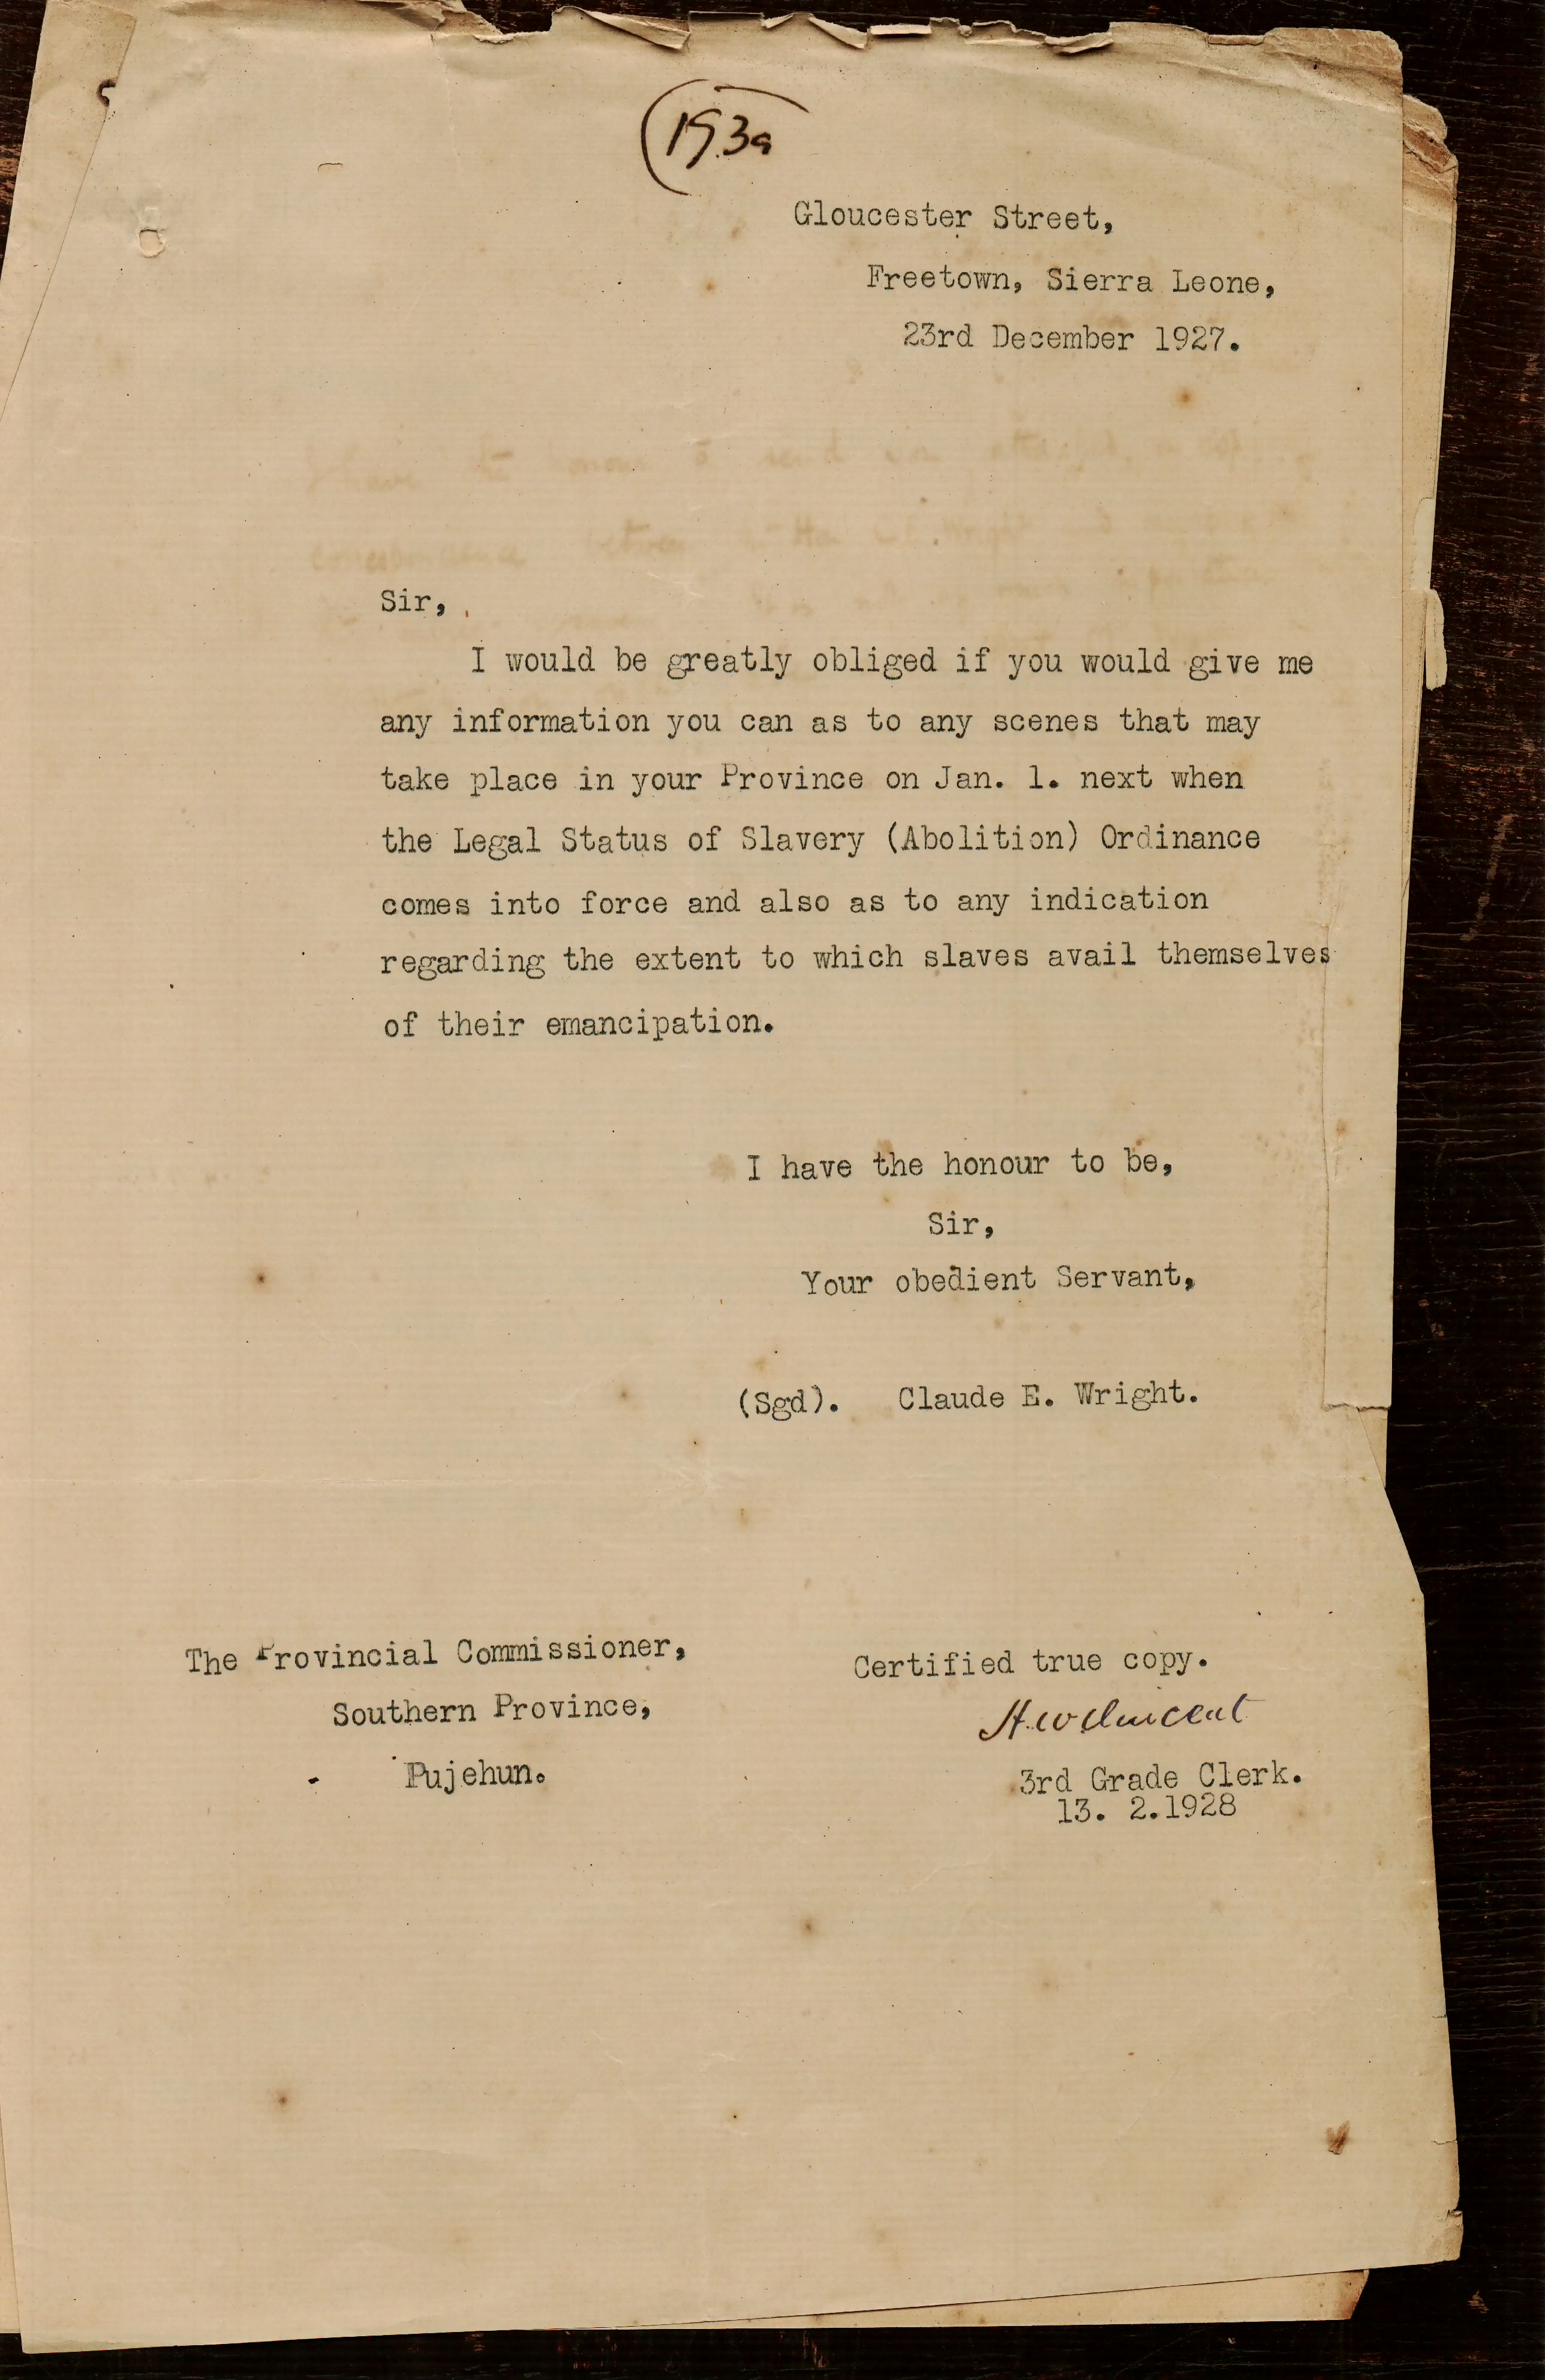 193a
Gloucester Street,
Freetown, Sierra Leone,
23rd December 1927.
Sir,
I would be greatly obliged if you would give me
any information you can as to any scenes that may
take place in your Province on Jan. 1. next when
the Legal Status of Slavery (Abolition) Ordinance
comes into force and also as to any indication
regarding the extent to which slaves avail themselves
of their emancipation.
I have the honour to be,
Sir,
Your obedient Servant,
(Sgd). Claude E. Wright.
The Provincial Commissioner,
Southern Province,
Pujehun.
Certified true copy.
3rd Grade Clerk.
13. 2.1928